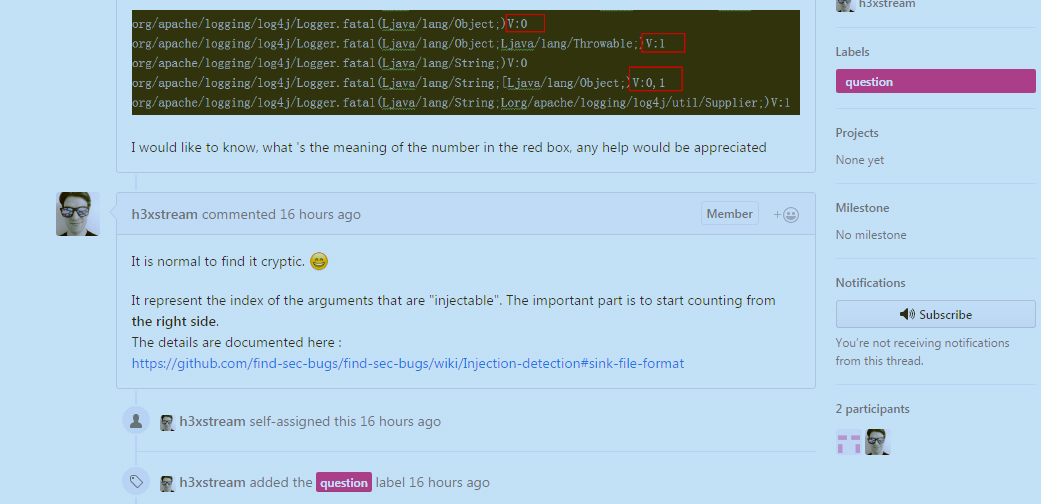 org/apache/logging/log4j/Logger.fatal(Ljava/lang/Object;)V:0
org/apache/logging/log4j/Logger.fatal(Ljava/lang/Object;Ljava/lang/Throwable;)V:1
org/apache/logging/log4j/Logger.fatal(Ljava/lang/String;)V:0
org/apache/logging/log4j/Logger.fatal(Ljava/lang/String;[Ljava/lang/Object;)V:0,1
org/apache/logging/log4j/Logger.fatal(Ljava/lang/String;Lorg/apache/logging/log4j/util/Supplier;)V:1
I would like to know, what 's the meaning of the number in the red box, any help would be appreciated
h3xstream commented 16 hours ago
Member
It is normal to find it cryptic.
It represent the index of the arguments that are "injectable". The important part is to start counting from
the right side.
The details are documented here :
https://github.com/find-sec-bugs/find-sec-bugs/wiki/Injection-detection#sink-file-format
h3xstream self-assigned this 16 hours ago
h3xstream added the question label 16 hours ago
h3xstream
Labels
question
Projects
None yet
Milestone
No milestone
Notifications
Subscribe
You're not receiving notifications
from this thread.
2 participants